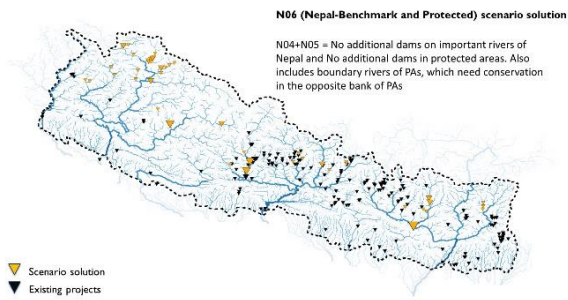 N06 (Nepal-Benchmark and Protected) scenario solution
N04+N05 = No additional dams on important rivers of
Nepal and No additional dams in protected areas. Also
includes boundary rivers of PAs, which need conservation
in the opposite bank of PAs
Scenario solution
Existing projects